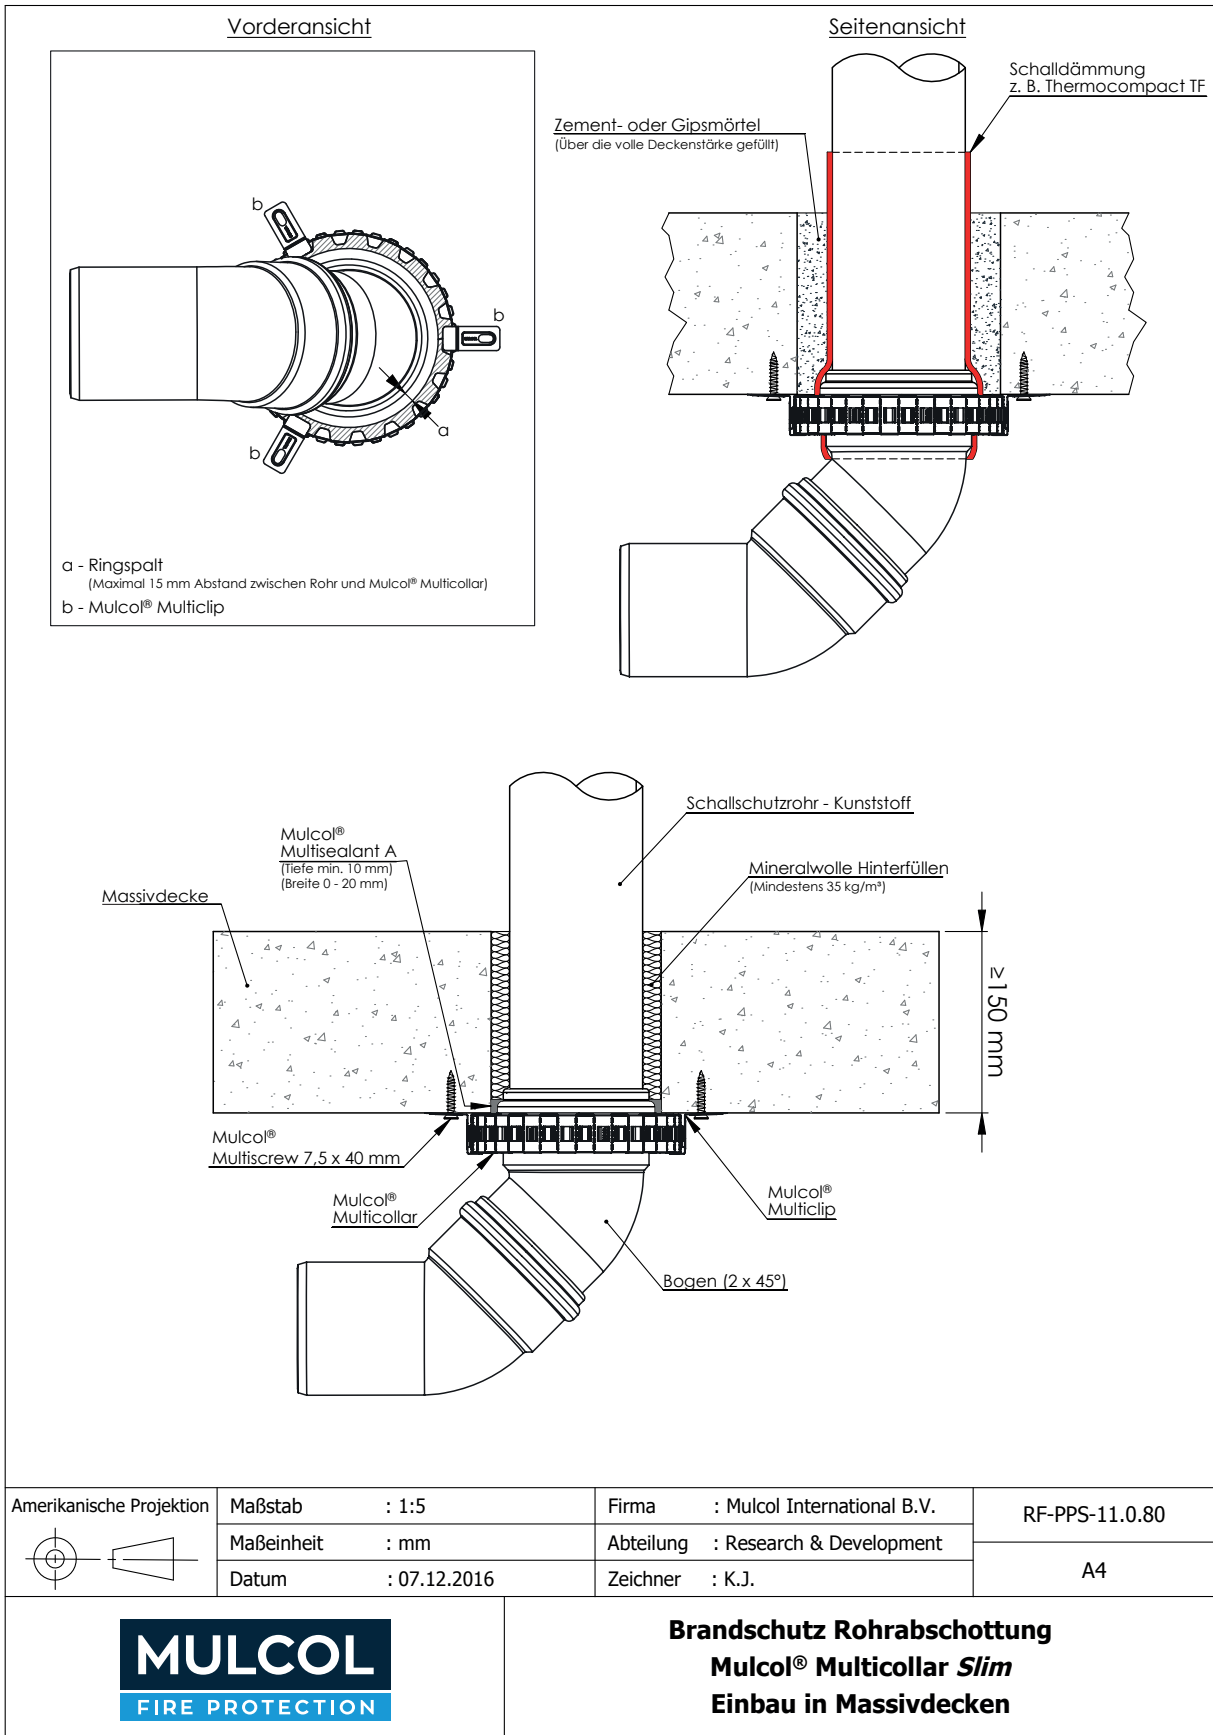 Vorderansicht
Seitenansicht
b
b
b
a
a - Ringspalt
(Maximal 15 mm Abstand zwischen Rohr und Mulcol® Multicollar)
b - Mulcol® Multiclip
Schalldämmung
z. B. Thermocompact TF
Zement- oder Gipsmörtel
(Über die volle Deckenstärke gefüllt)
Schallschutzrohr - Kunststoff
Mulcol®
Multisealant A
(Tiefe min. 10 mm)
(Breite 0 - 20 mm)
Mineralwolle Hinterfüllen
(Mindestens 35 kg/m³)
Massivdecke
≥150 mm
Mulcol®
Multiscrew 7,5 x 40 mm
Mulcol®
Multicollar
Mulcol®
Multiclip
Bogen (2 x 45°)
Amerikanische Projektion
Maßstab : 1:5
Maßeinheit : mm
Datum : 07.12.2016
Firma : Mulcol International B.V.
Abteilung : Research & Development
Zeichner : K.J.
RF-PPS-11.0.80
A4
MULCOL
FIRE PROTECTION
Brandschutz Rohrabschottung
Mulcol® Multicollar Slim
Einbau in Massivdecken